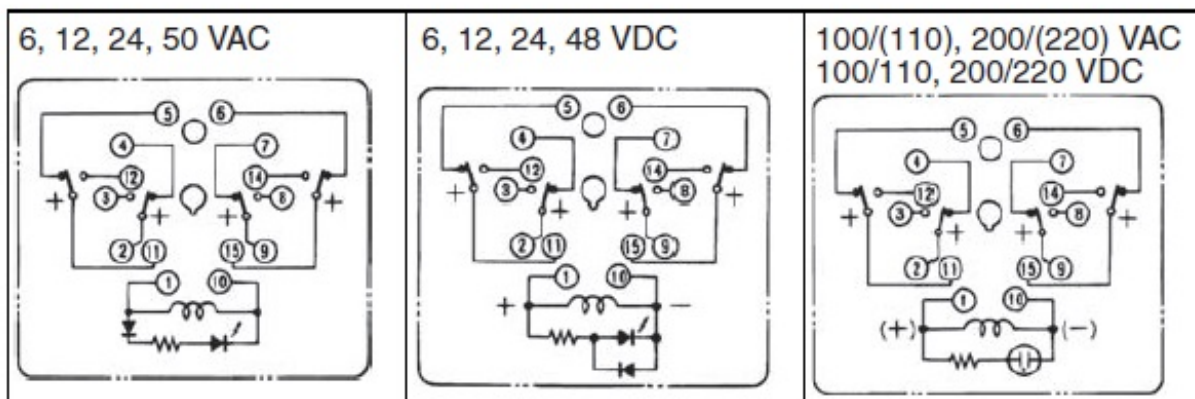 6, 12, 24, 50 VAC
5 6
4 7
12 14
3 8
+ + + +
2 11 15 9
1 10
6, 12, 24, 48 VDC
5 6
4 7
12 14
3 8
+ + + +
2 11 15 9
1 10
+ −
100/(110), 200/(220) VAC
100/110, 200/220 VDC
5 6
4 7
12 14
3 8
+ + + +
2 11 15 9
1 10
(+) (−)